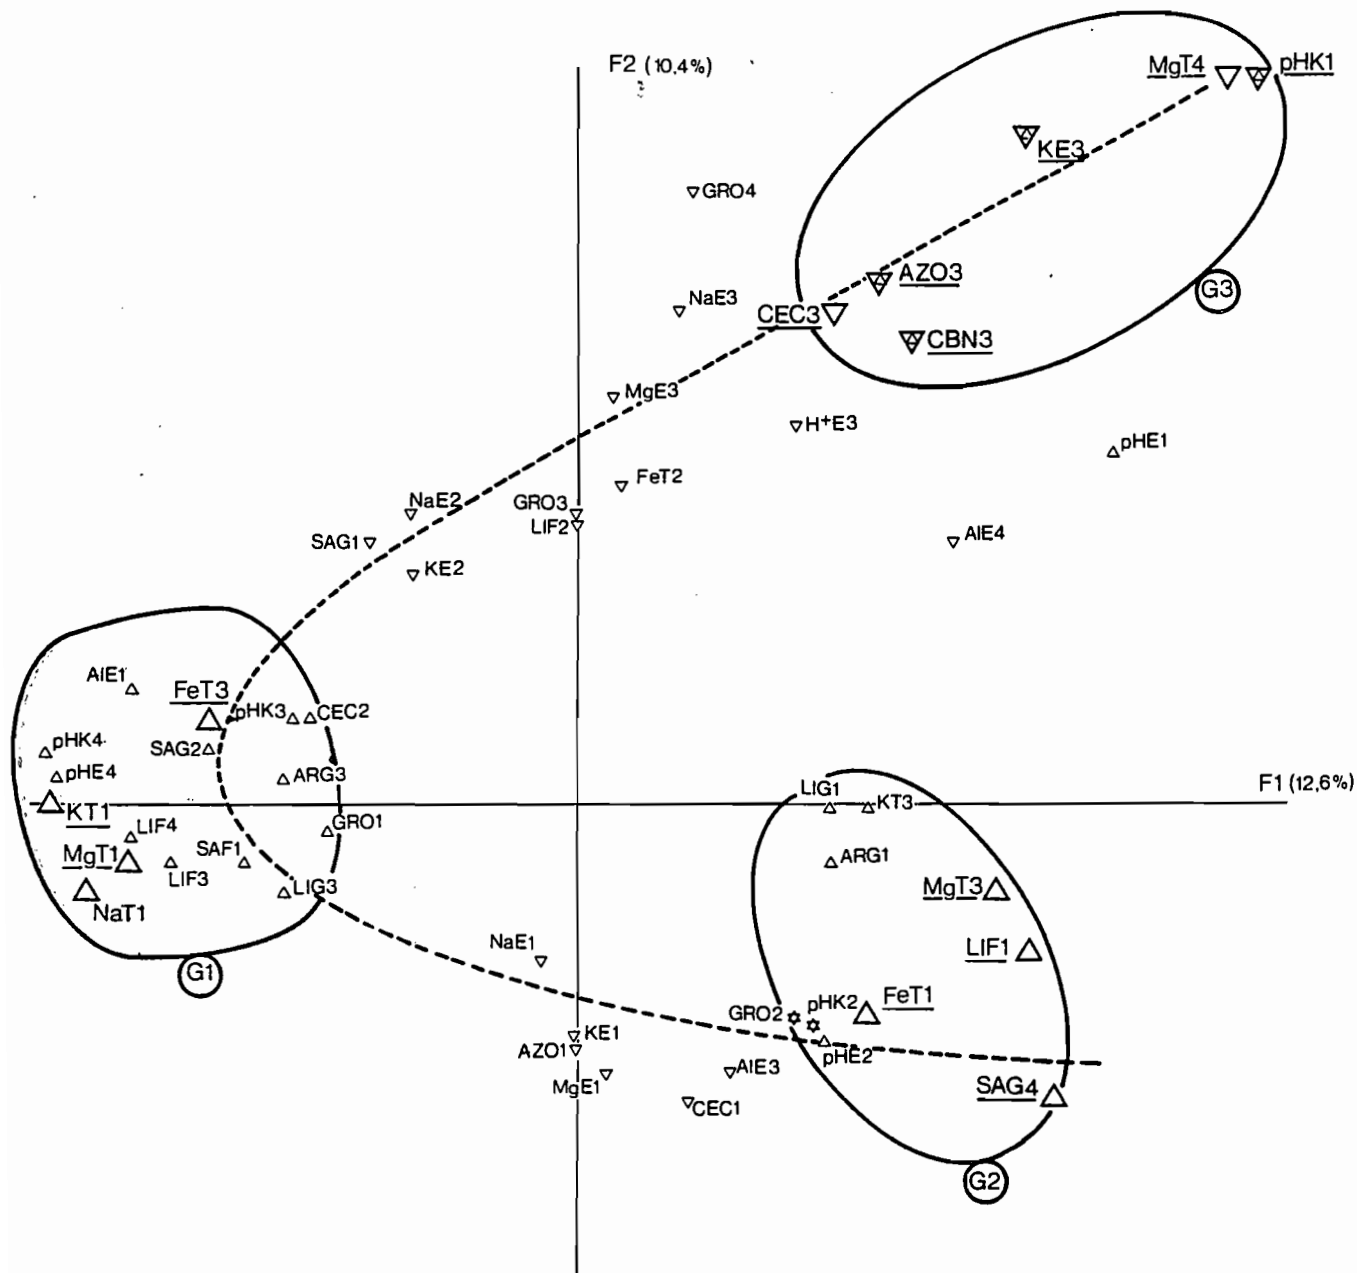 F2 (10.4%)
MgT4
pHK1
KE3
GRO4
AZO3
G3
NaE3
CEC3
CBN3
MgE3
H+E3
pHE1
FeT2
NaE2
GRO3
LIF2
SAG1
AlE4
KE2
AlE1
FeT3
pHK3
CEC2
pHK4
SAG2
pHE4
ARG3
F1 (12,6%)
LIG1
KT3
KT1
GRO1
LIF4
MgT1
SAF1
LIF3
ARG1
LIG3
MgT3
NaT1
NaE1
LIF1
G1
FeT1
pHK2
GRO2
KE1
AZO1
pHE2
AlE3
MgE1
SAG4
CEC1
G2